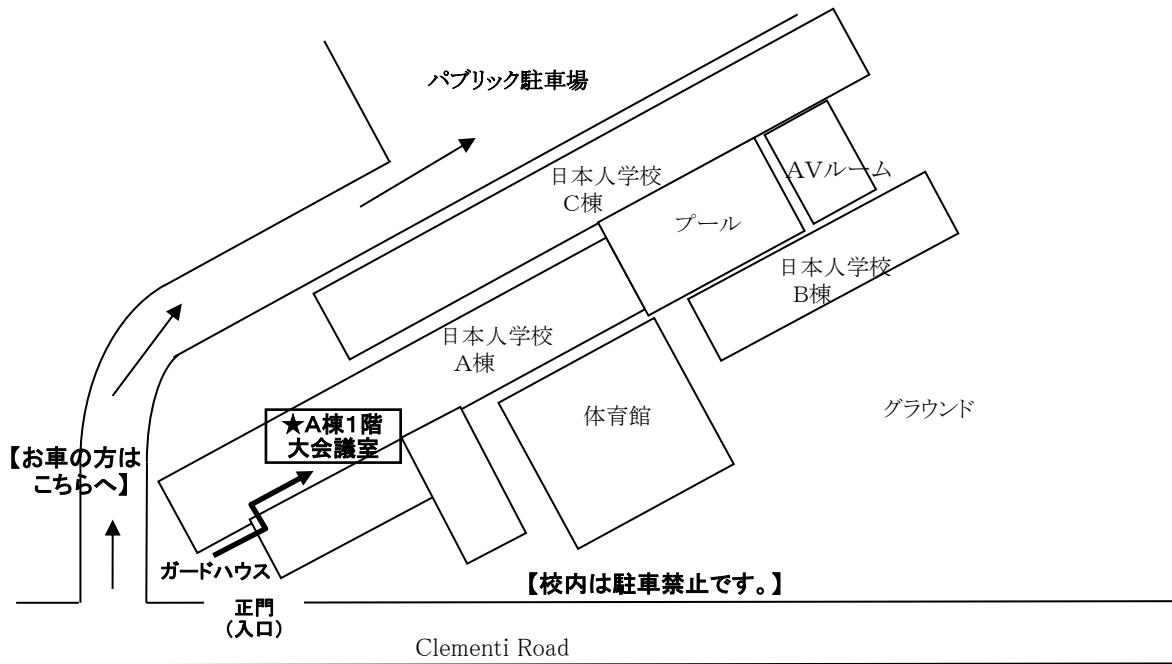 パブリック駐車場
日本人学校
C棟
AVルーム
プール
日本人学校
B棟
日本人学校
A棟
体育館
グラウンド
★A棟1階
大会議室
【お車の方は
こちらへ】
ガードハウス
【校内は駐車禁止です。】
正門
(入口)
Clementi Road